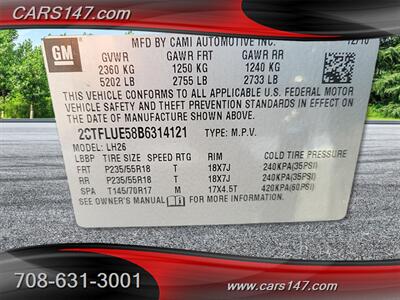 CARS147.com
GM
MFD BY CAMI AUTOMOTIVE INC. 12/10
GVWR GAWR FRT GAWR RR
2360 KG 1250 KG 1240 KG
5202 LB 2755 LB 2733 LB
THIS VEHICLE CONFORMS TO ALL APPLICABLE U.S. FEDERAL MOTOR
VEHICLE SAFETY, BUMPER, AND THEFT PREVENTION STANDARDS
IN EFFECT ON THE DATE OF MANUFACTURE SHOWN ABOVE.
2CTFLUE58B6314121 TYPE: M.P.V.
MODEL: LH26
LBBP TIRE SIZE SPEED RTG RIM COLD TIRE PRESSURE
FRT P235/55R18 T 18X7J 240KPA(35PSI)
RR P235/55R18 T 18X7J 240KPA(35PSI)
SPA T145/70R17 M 17X4.5T 420KPA(60PSI)
SEE OWNER'S MANUAL FOR MORE INFORMATION.
708-631-3001
cars147.com